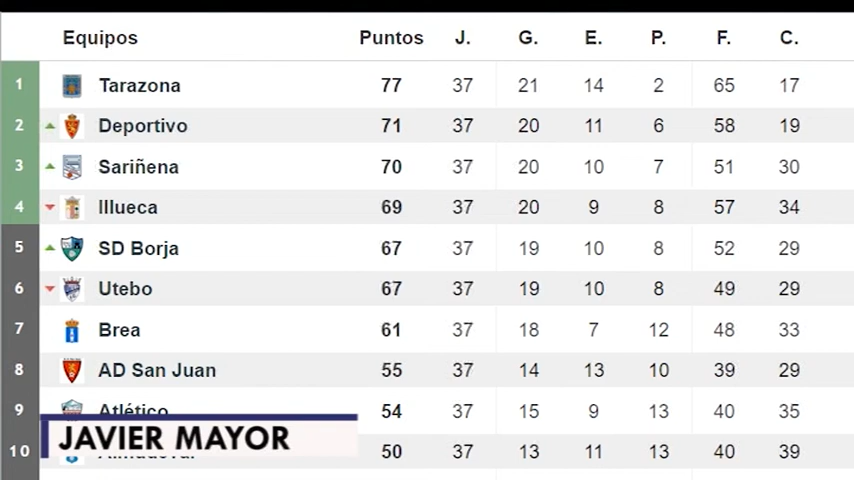 Equipos Puntos J. G. E. P. F. C.
1 Tarazona 77 37 21 14 2 65 17
2 Deportivo 71 37 20 11 6 58 19
3 Sariñena 70 37 20 10 7 51 30
4 Illueca 69 37 20 9 8 57 34
5 SD Borja 67 37 19 10 8 52 29
6 Utebo 67 37 19 10 8 49 29
7 Brea 61 37 18 7 12 48 33
8 AD San Juan 55 37 14 13 10 39 29
9 Atlético 54 37 15 9 13 40 35
JAVIER MAYOR
10 50 37 13 11 13 40 39